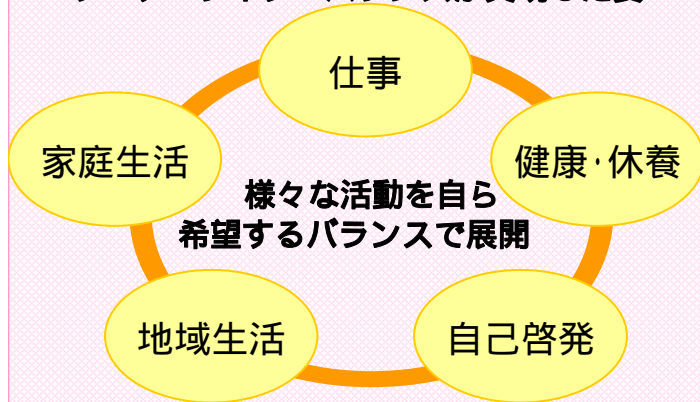 仕事
家庭生活
健康・休養
様々な活動を自ら
希望するバランスで展開
地域生活
自己啓発